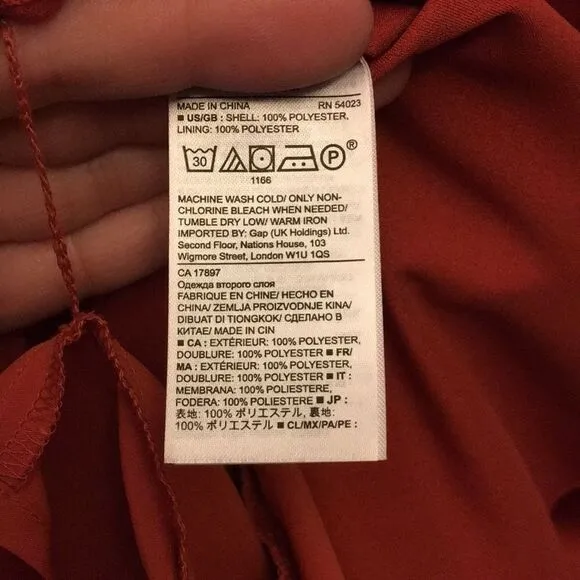 MADE IN CHINA RN 54023
■ US/GB : SHELL: 100% POLYESTER,
LINING: 100% POLYESTER
30 P ®
1166
MACHINE WASH COLD/ ONLY NON-
CHLORINE BLEACH WHEN NEEDED/
TUMBLE DRY LOW/ WARM IRON
IMPORTED BY: Gap (UK Holdings) Ltd.
Second Floor, Nations House, 103
Wigmore Street, London W1U 1QS
CA 17897
Одежда второго слоя
FABRIQUE EN CHINE/ HECHO EN
CHINA/ ZEMLJA PROIZVODNJE KINA/
DIBUAT DI TIONGKOK/ СДЕЛАНО В
КИТАЕ/ MADE IN CIN
■ CA : EXTÉRIEUR: 100% POLYESTER,
DOUBLURE: 100% POLYESTER ■ FR/
MA : EXTÉRIEUR: 100% POLYESTER,
DOUBLURE: 100% POLYESTER ■ IT :
MEMBRANA: 100% POLIESTERE,
FODERA: 100% POLIESTERE ■ JP :
表地: 100% ポリエステル, 裏地:
100% ポリエステル ■ CL/MX/PA/PE :